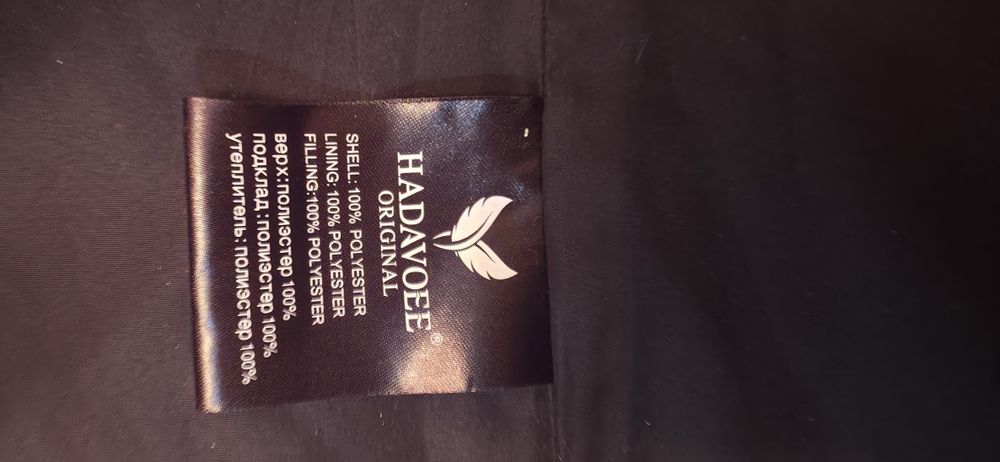 HADAVOEE ®
ORIGINAL
SHELL: 100% POLYESTER
LINING: 100% POLYESTER
FILLING:100% POLYESTER
верх:полиэстер 100%
подклад:полиэстер 100%
утеплитель: полиэстер 100%